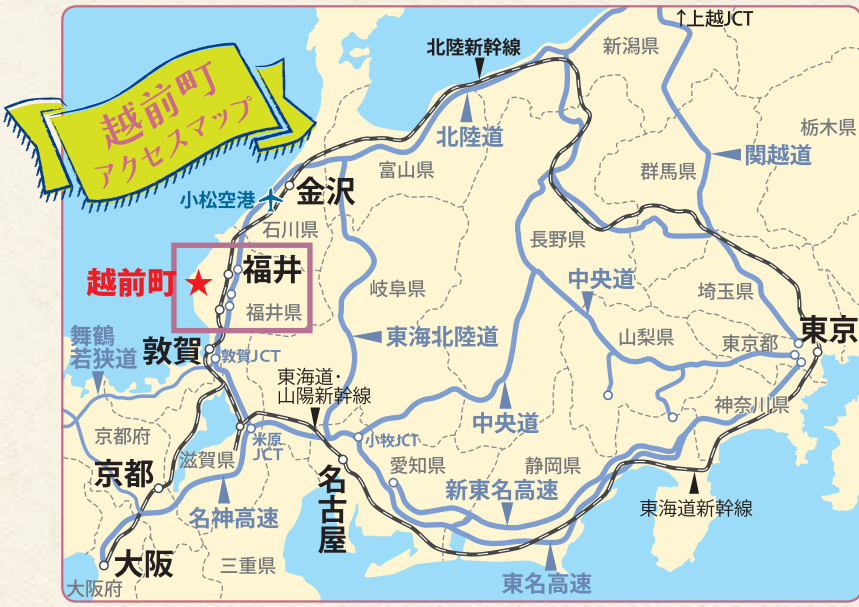 越前町
アクセスマップ
↑上越JCT
北陸新幹線
新潟県
北陸道
栃木県
関越道
富山県
群馬県
小松空港
金沢
石川県
長野県
越前町
福井
岐阜県
中央道
埼玉県
福井県
舞鶴
若狭道
敦賀
敦賀JCT
東海北陸道
山梨県
東京都
東京
東海道・
山陽新幹線
中央道
神奈川県
京都府
米原
JCT
小牧JCT
滋賀県
京都
名古屋
愛知県
静岡県
新東名高速
名神高速
東海道新幹線
大阪
三重県
大阪府
東名高速